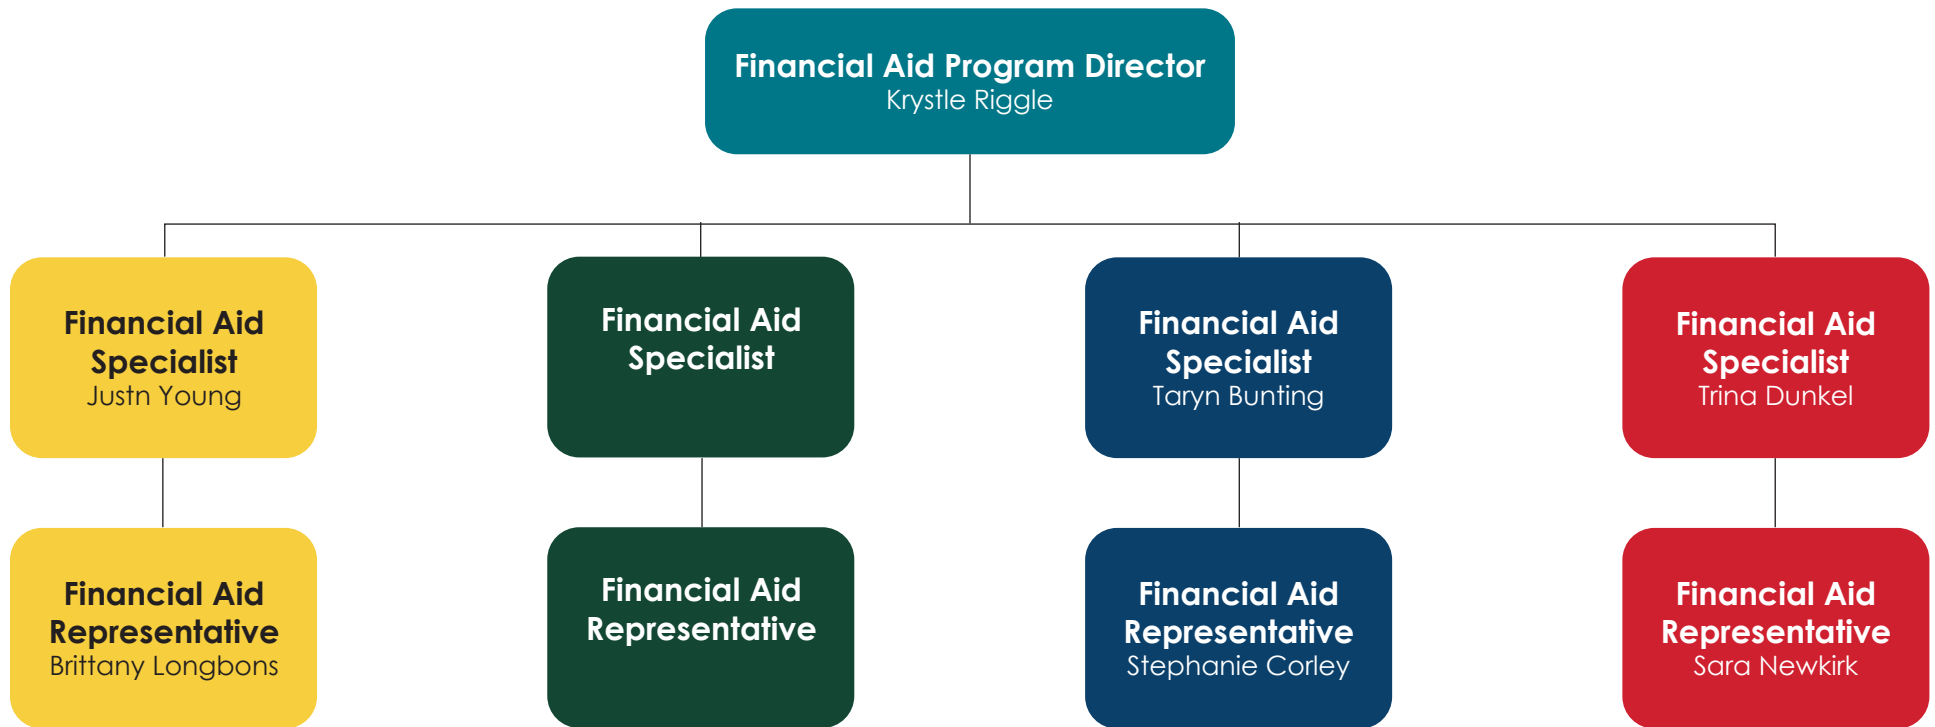 Financial Aid Program Director
Krystle Riggle
Financial Aid
Specialist
Justn Young
Financial Aid
Specialist
Financial Aid
Specialist
Taryn Bunting
Financial Aid
Specialist
Trina Dunkel
Financial Aid
Representative
Brittany Longbons
Financial Aid
Representative
Financial Aid
Representative
Stephanie Corley
Financial Aid
Representative
Sara Newkirk